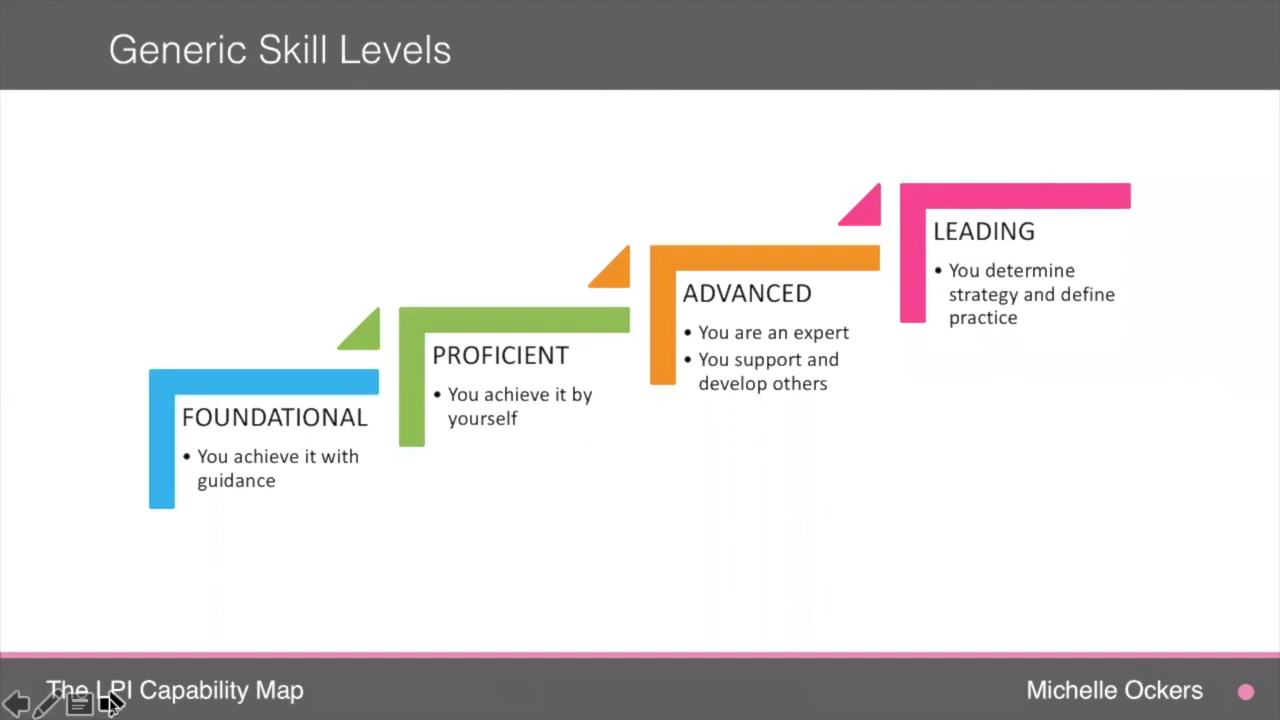 Generic Skill Levels
LEADING
• You determine
strategy and define
practice
ADVANCED
• You are an expert
• You support and
develop others
PROFICIENT
• You achieve it by
yourself
FOUNDATIONAL
• You achieve it with
guidance
The LPI Capability Map
Michelle Ockers